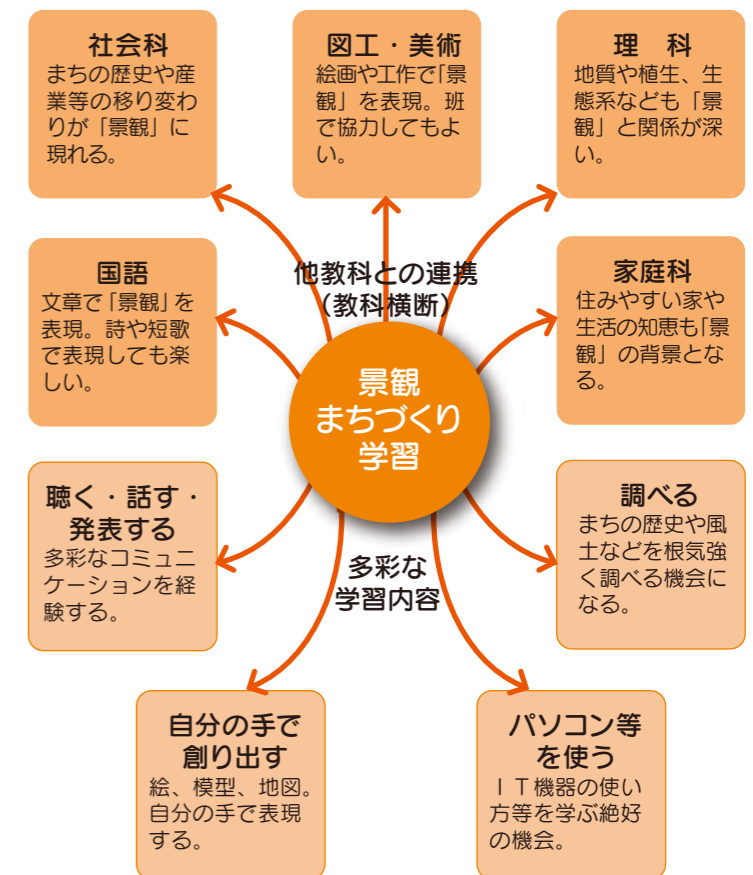 社会科
まちの歴史や産
業等の移り変わ
りが「景観」に
現れる。
図工・美術
絵画や工作で「景
観」を表現。班
で協力してもよ
い。
理　科
地質や植生、生
態系なども「景
観」と関係が深
い。
国語
文章で「景観」を
表現。詩や短歌
で表現しても楽
しい。
他教科との連携
（教科横断）
家庭科
住みやすい家や
生活の知恵も「景
観」の背景とな
る。
景観
まちづくり
学習
聴く・話す・
発表する
多彩なコミュニ
ケーションを経
験する。
多彩な
学習内容
調べる
まちの歴史や風
土などを根気強
く調べる機会に
なる。
自分の手で
創り出す
絵、模型、地図。
自分の手で表現
する。
パソコン等
を使う
ＩＴ機器の使い
方等を学ぶ絶好
の機会。